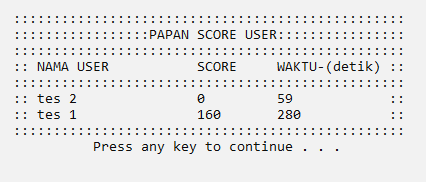 ::::::::::::::::::::::::::::::::::::::::::::::::::
:::::::::::::::::PAPAN SCORE USER:::::::::::::::::
::::::::::::::::::::::::::::::::::::::::::::::::::
:: NAMA USER SCORE WAKTU-(detik) ::
::::::::::::::::::::::::::::::::::::::::::::::::::
:: tes 2 0 59 ::
:: tes 1 160 280 ::
::::::::::::::::::::::::::::::::::::::::::::::::::
Press any key to continue . . .